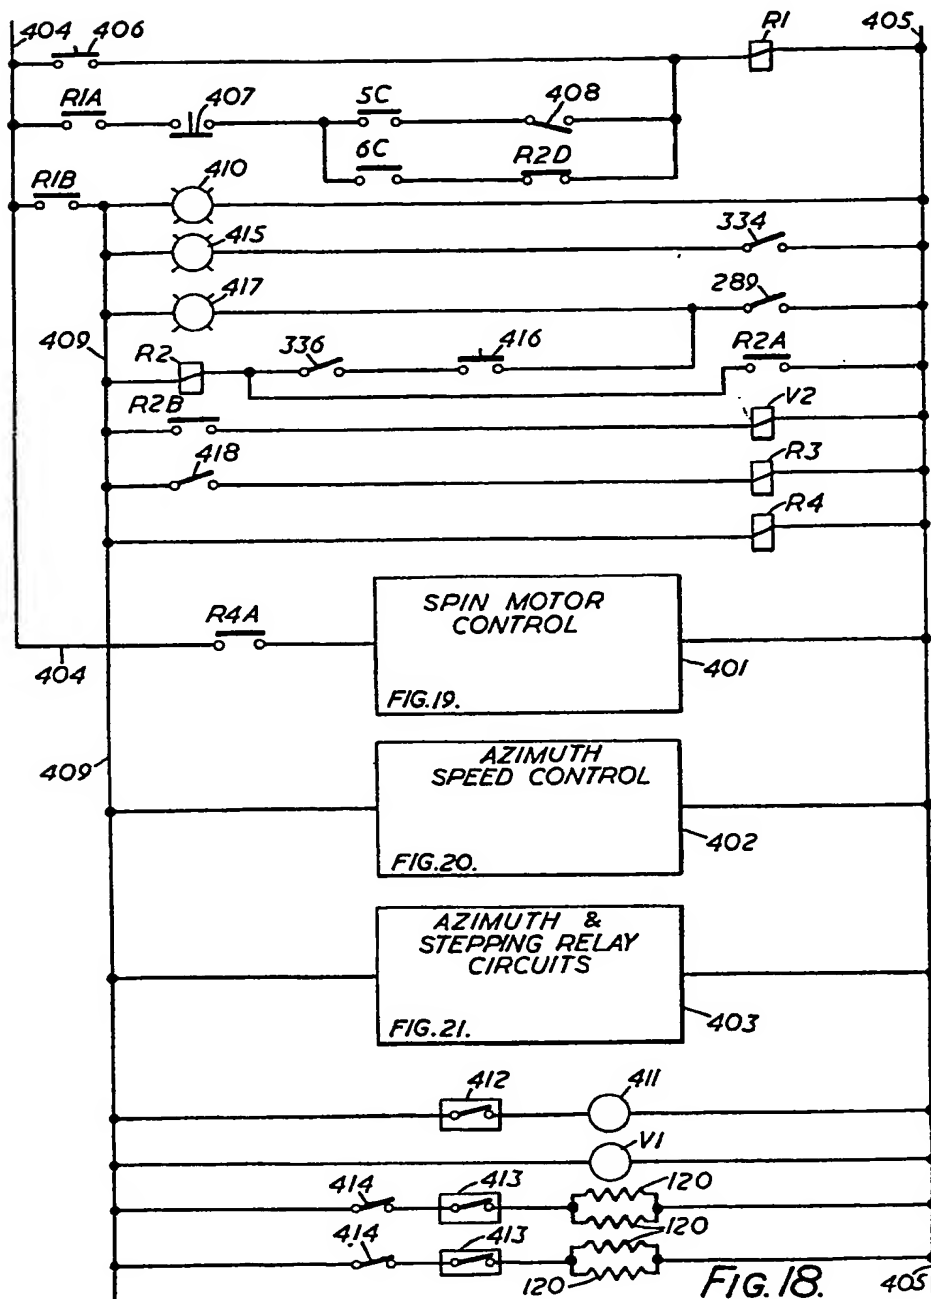 404 406 R1 405
R1A 407 5C 408
6C R2D
R1B 410
415 334
417 289
409 R2 336 416 R2A
R2B V2
418 R3
R4
R4A SPIN MOTOR
CONTROL
404 401
FIG.19.
409 AZIMUTH
SPEED CONTROL
402
FIG.20.
AZIMUTH &
STEPPING RELAY
CIRCUITS
403
FIG.21.
412 411
V1
414 413 120
414 413 120
120 FIG.18. 405